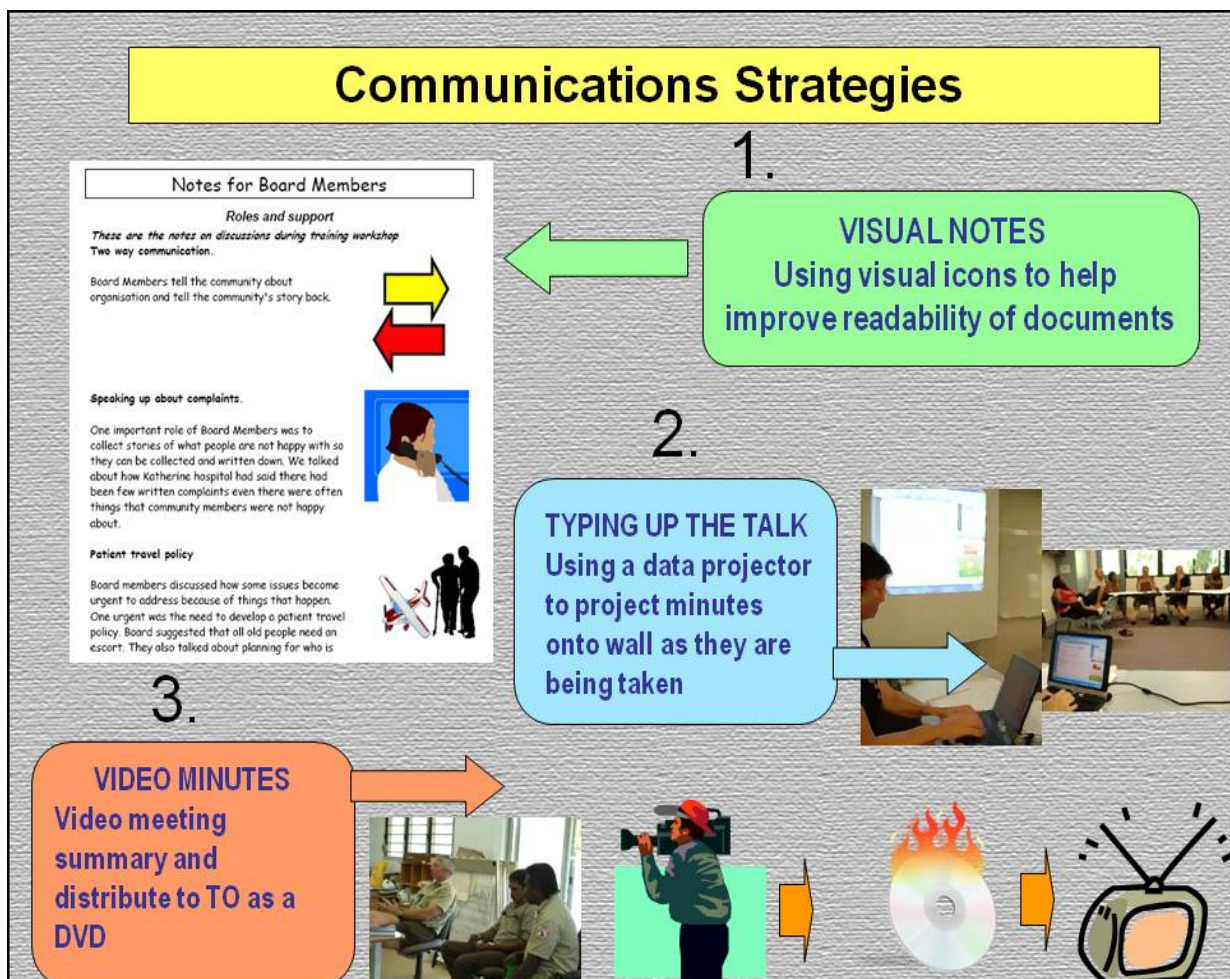 Communications Strategies
1.
Notes for Board Members
Roles and support
These are the notes on discussions during training workshop
Two way communication.
Board Members tell the community about
organisation and tell the community's story back.
Speaking up about complaints.
One important role of Board Members was to
collect stories of what people are not happy with so
they can be collected and written down. We talked
about how Katherine hospital had said there had
been few written complaints even there were often
things that community members were not happy
about.
Patient travel policy
Board members discussed how some issues become
urgent to address because of things that happen.
One urgent was the need to develop a patient travel
policy. Board suggested that all old people need an
escort. They also talked about planning for who is
VISUAL NOTES
Using visual icons to help
improve readability of documents
2.
TYPING UP THE TALK
Using a data projector
to project minutes
onto wall as they are
being taken
3.
VIDEO MINUTES
Video meeting
summary and
distribute to TO as a
DVD